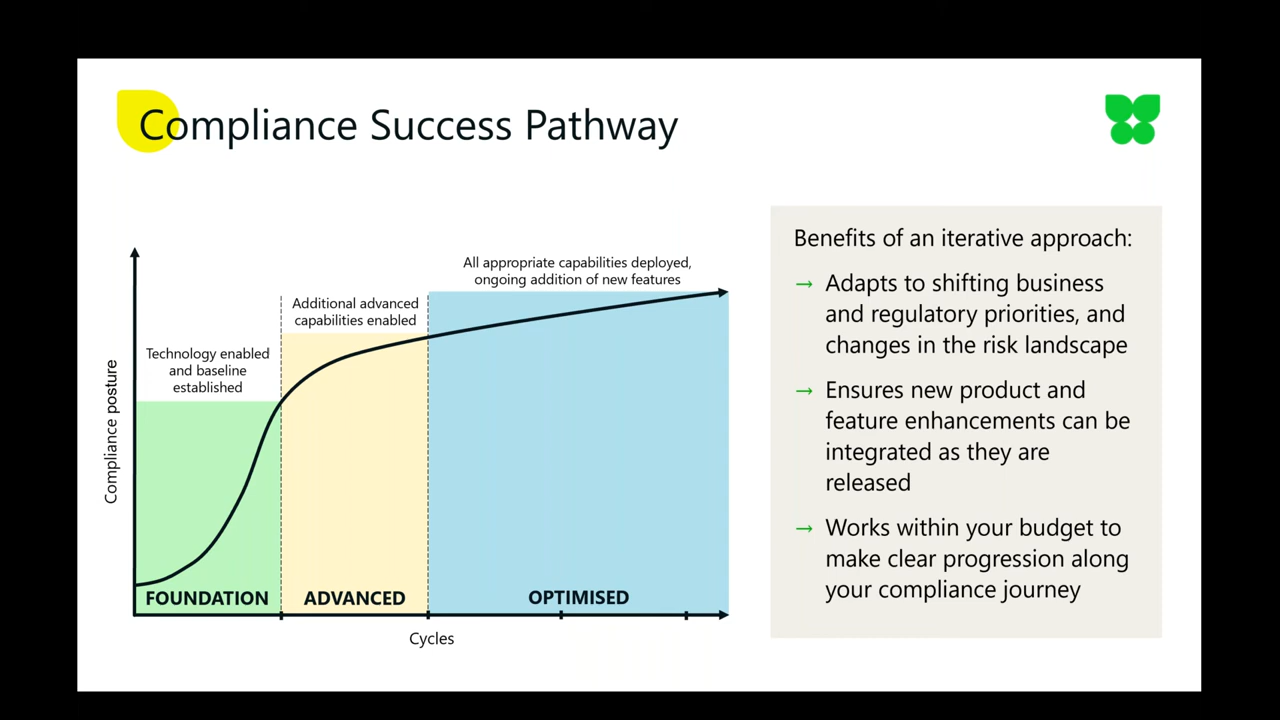 Compliance Success Pathway
All appropriate capabilities deployed,
ongoing addition of new features
Additional advanced
capabilities enabled
Technology enabled
and baseline
established
Compliance posture
FOUNDATION
ADVANCED
OPTIMISED
Cycles
Benefits of an iterative approach:
→ Adapts to shifting business
and regulatory priorities, and
changes in the risk landscape
→ Ensures new product and
feature enhancements can be
integrated as they are
released
→ Works within your budget to
make clear progression along
your compliance journey